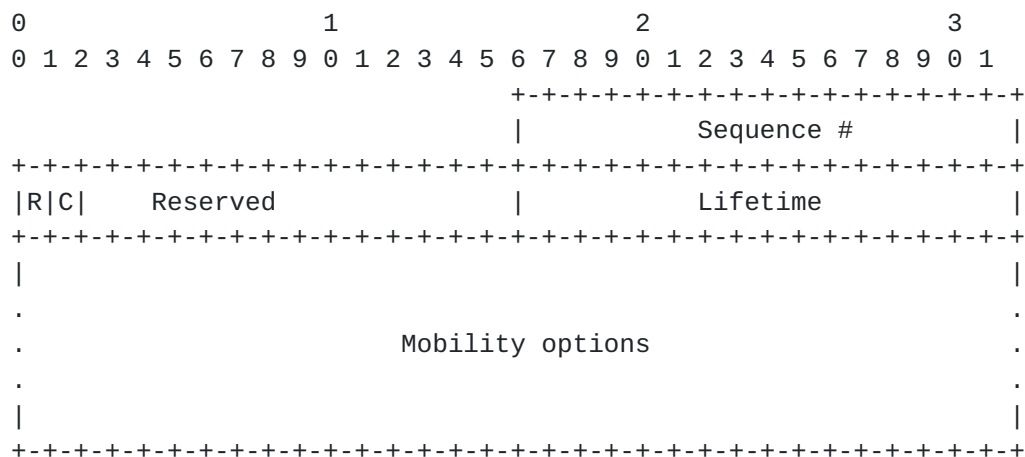 0                   1                   2                   3
0 1 2 3 4 5 6 7 8 9 0 1 2 3 4 5 6 7 8 9 0 1 2 3 4 5 6 7 8 9 0 1
                                +-+-+-+-+-+-+-+-+-+-+-+-+-+-+-+-+
                                |           Sequence #          |
+-+-+-+-+-+-+-+-+-+-+-+-+-+-+-+-+-+-+-+-+-+-+-+-+-+-+-+-+-+-+-+-+
|R|C|    Reserved               |           Lifetime            |
+-+-+-+-+-+-+-+-+-+-+-+-+-+-+-+-+-+-+-+-+-+-+-+-+-+-+-+-+-+-+-+-+
|                                                               |
.                                                               .
.                        Mobility options                       .
.                                                               .
|                                                               |
+-+-+-+-+-+-+-+-+-+-+-+-+-+-+-+-+-+-+-+-+-+-+-+-+-+-+-+-+-+-+-+-+